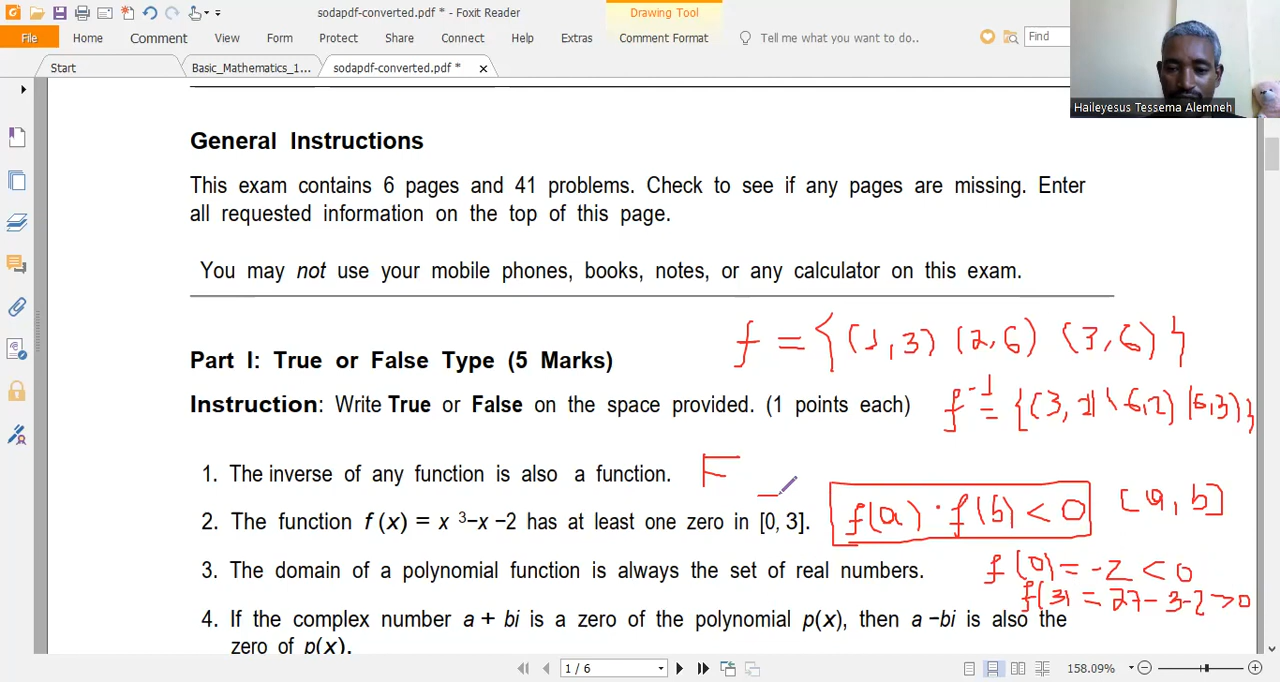 sodapdf-converted.pdf * - Foxit Reader
Drawing Tool
File Home Comment View Form Protect Share Connect Help Extras Comment Format Tell me what you want to do.. Find
Start Basic_Mathematics_1... sodapdf-converted.pdf *
Haileyesus Tessema Alemneh
General Instructions
This exam contains 6 pages and 41 problems. Check to see if any pages are missing. Enter
all requested information on the top of this page.
You may not use your mobile phones, books, notes, or any calculator on this exam.
f = {(1,3) (2,6) (3,6)}
Part I: True or False Type (5 Marks)
Instruction: Write True or False on the space provided. (1 points each)
f⁻¹ = {(3,1) (6,2) (6,3)}
1. The inverse of any function is also a function. F
f(a) · f(b) < 0 [a, b]
2. The function f (x) = x ³−x −2 has at least one zero in [0, 3].
f(0) = -2 < 0
3. The domain of a polynomial function is always the set of real numbers.
f(3) = 27-3-2 > 0
4. If the complex number a + bi is a zero of the polynomial p(x), then a −bi is also the
zero of p(x).
1 / 6 158.09%